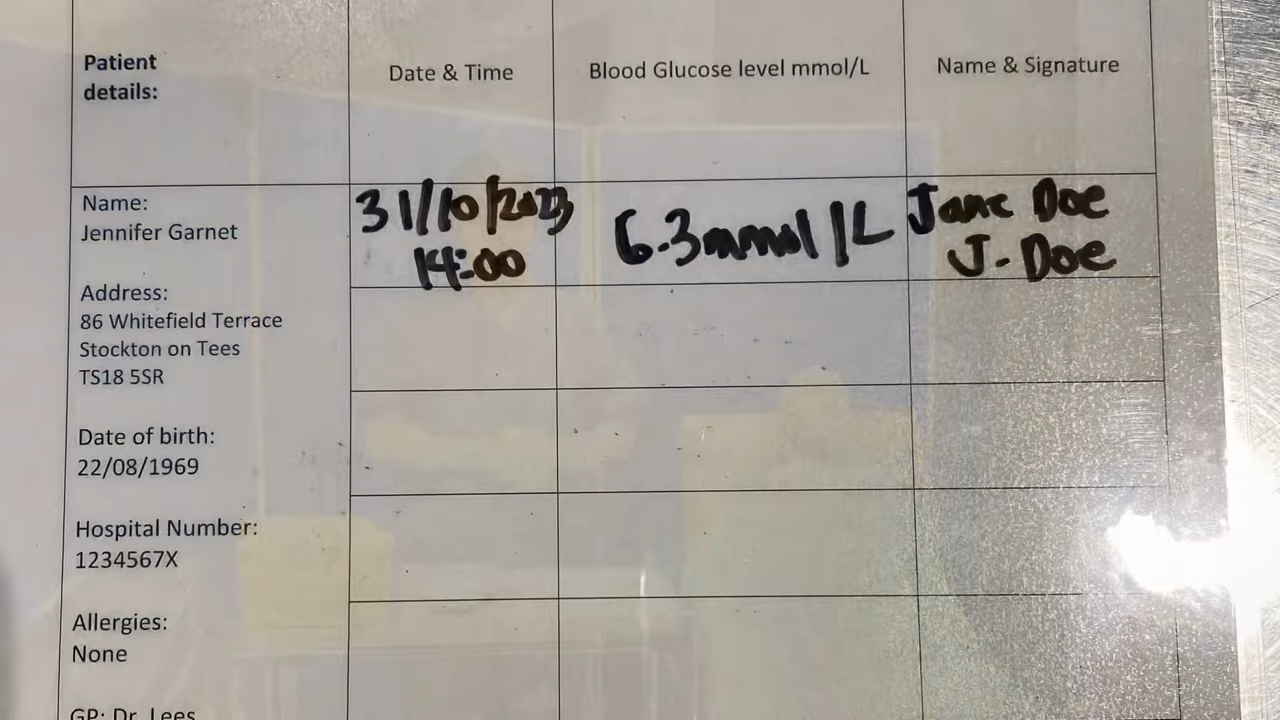 Patient
details:
Date & Time
Blood Glucose level mmol/L
Name & Signature
Name:
Jennifer Garnet
31/10/2023
14:00
6.3mmol/L
Jane Doe
J. Doe
Address:
86 Whitefield Terrace
Stockton on Tees
TS18 5SR
Date of birth:
22/08/1969
Hospital Number:
1234567X
Allergies:
None
GP: Dr. Lees